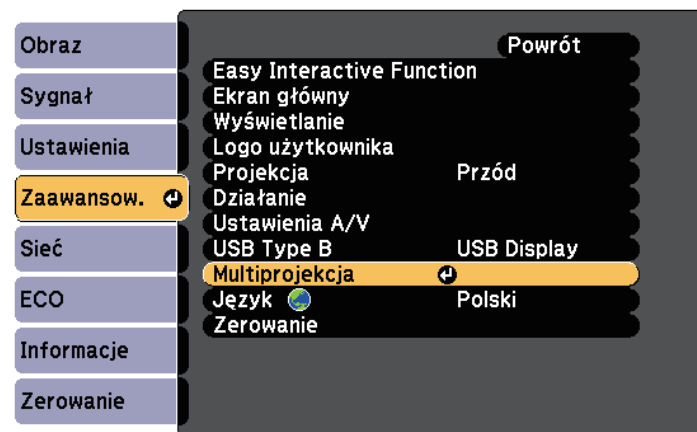 Obraz
Sygnał
Ustawienia
Zaawansow.
Sieć
ECO
Informacje
Zerowanie
Powrót
Easy Interactive Function
Ekran główny
Wyświetlanie
Logo użytkownika
Projekcja Przód
Działanie
Ustawienia A/V
USB Type B USB Display
Multiprojekcja
Język Polski
Zerowanie